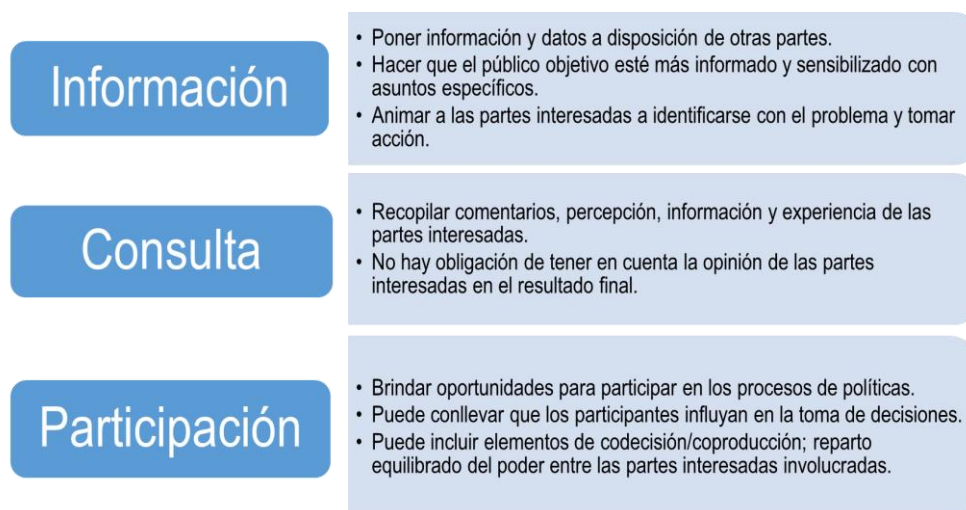 Información
• Poner información y datos a disposición de otras partes.
• Hacer que el público objetivo esté más informado y sensibilizado con
asuntos específicos.
• Animar a las partes interesadas a identificarse con el problema y tomar
acción.
Consulta
• Recopilar comentarios, percepción, información y experiencia de las
partes interesadas.
• No hay obligación de tener en cuenta la opinión de las partes
interesadas en el resultado final.
Participación
• Brindar oportunidades para participar en los procesos de políticas.
• Puede conllevar que los participantes influyan en la toma de decisiones.
• Puede incluir elementos de codecisión/coproducción; reparto
equilibrado del poder entre las partes interesadas involucradas.